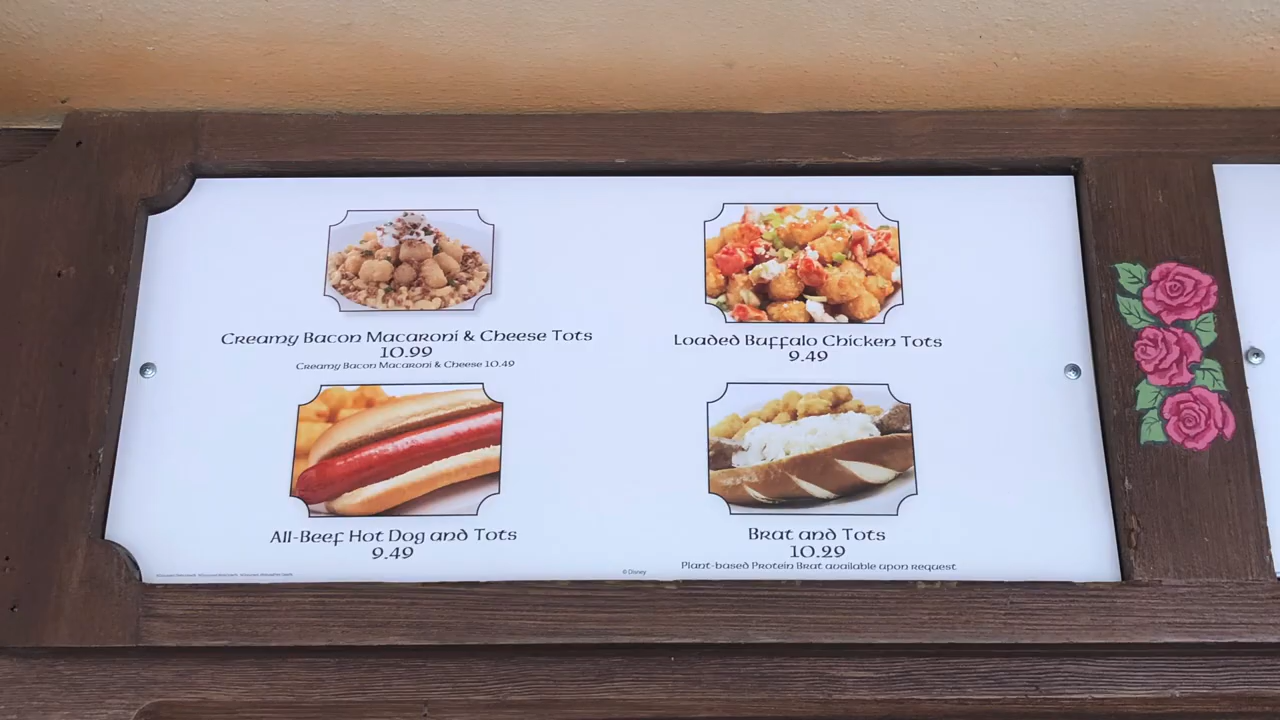 Creamy Bacon Macaroni & Cheese Tots
10.99
Creamy Bacon Macaroni & Cheese 10.49
Loaded Buffalo Chicken Tots
9.49
All-Beef Hot Dog and Tots
9.49
Brat and Tots
10.29
Plant-based Protein Brat available upon request
© Disney